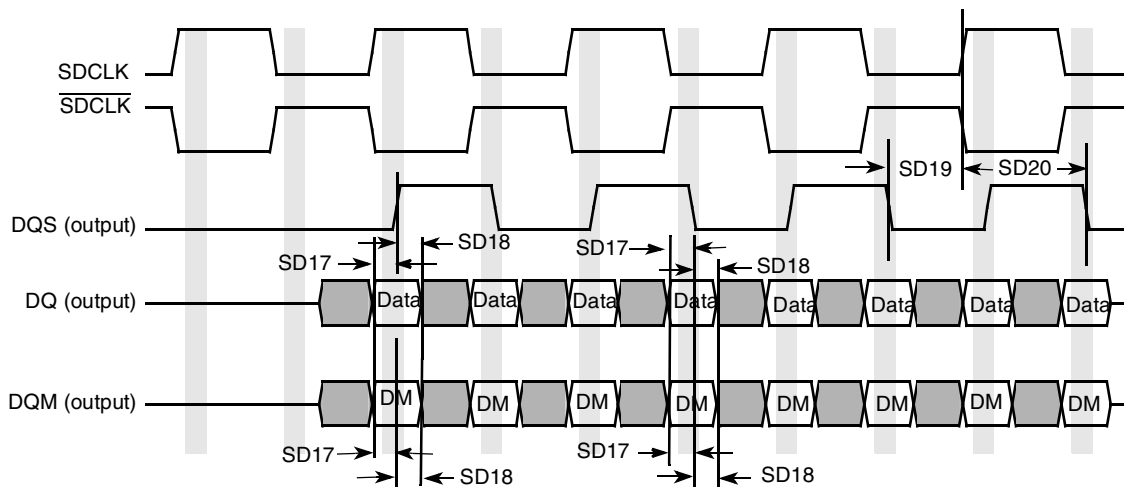 SDCLK
SDCLK
SD19 SD20
DQS (output)
SD18 SD17
SD17 SD18
DQ (output) Data Data Data Data Data Data Data Data
DQM (output) DM DM DM DM DM DM DM DM
SD17 SD17
SD18 SD18